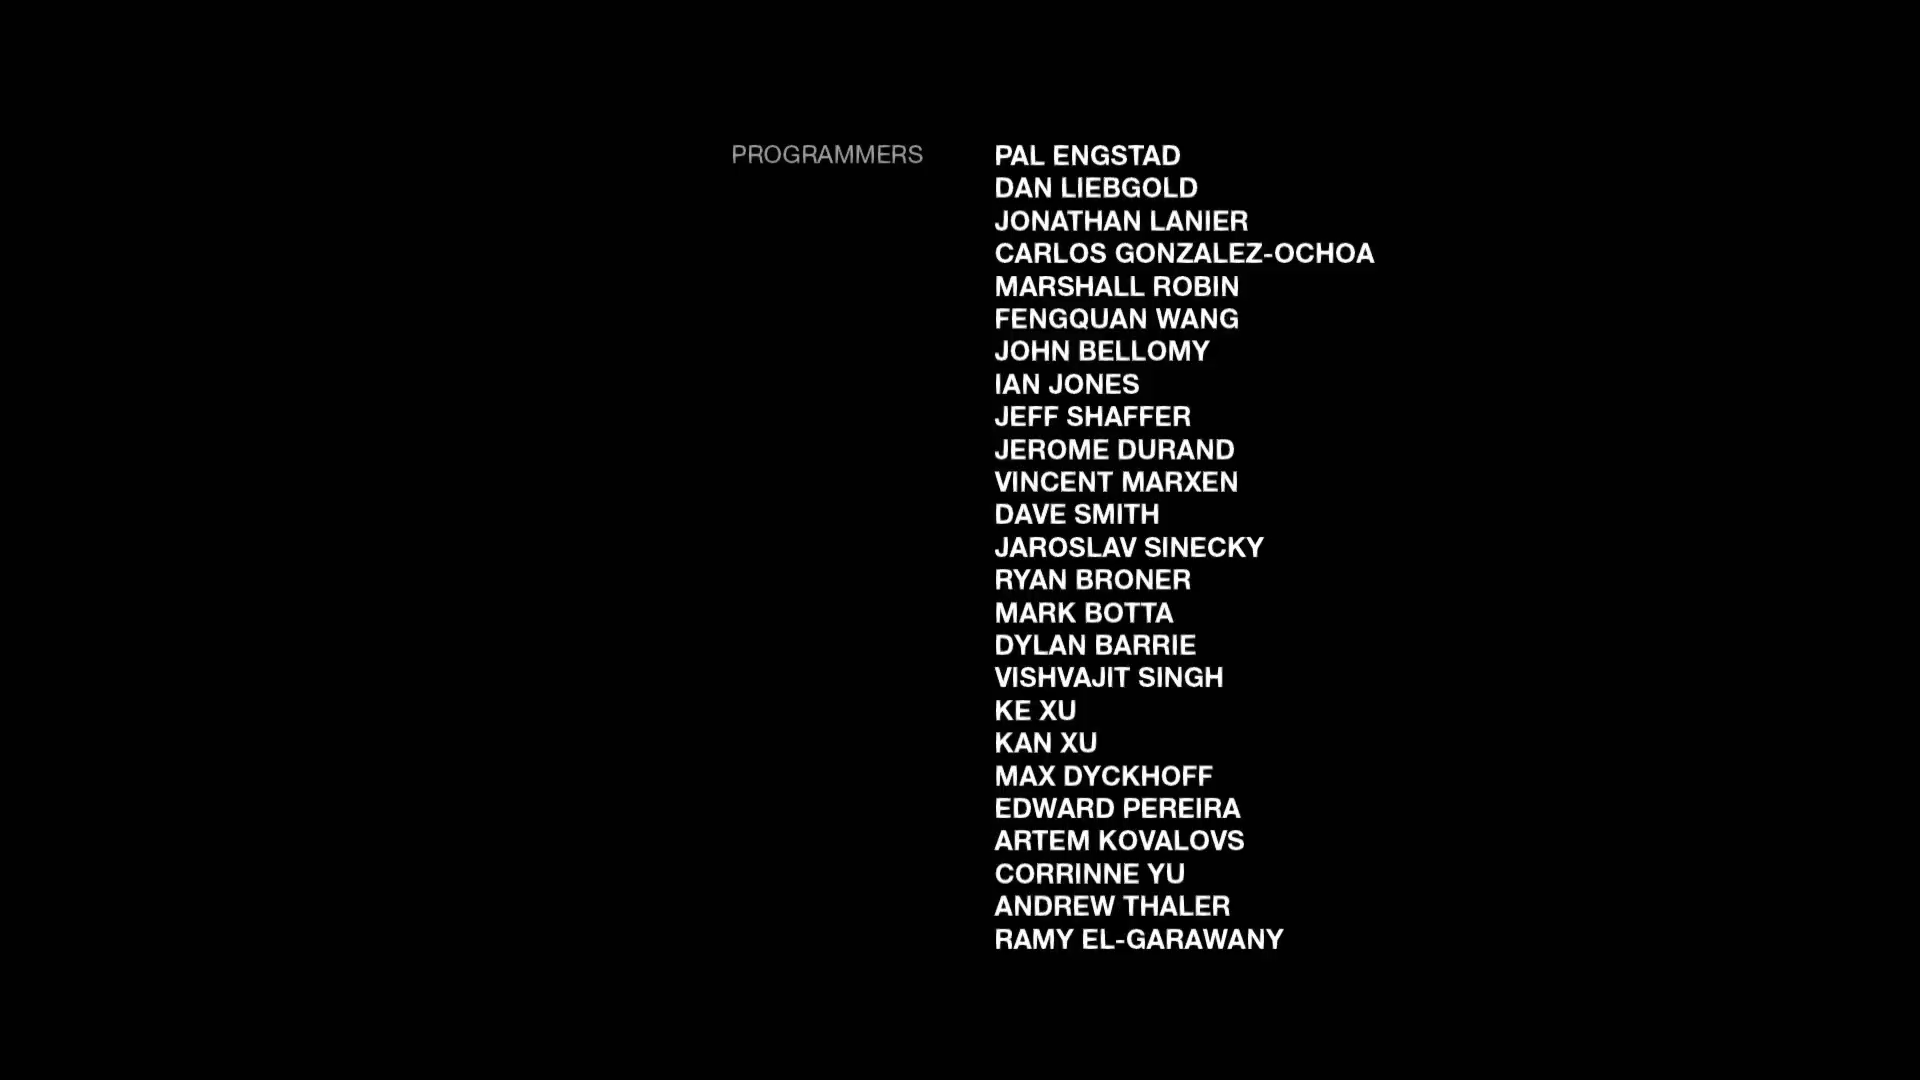 PROGRAMMERS PAL ENGSTAD
DAN LIEBGOLD
JONATHAN LANIER
CARLOS GONZALEZ-OCHOA
MARSHALL ROBIN
FENGQUAN WANG
JOHN BELLOMY
IAN JONES
JEFF SHAFFER
JEROME DURAND
VINCENT MARXEN
DAVE SMITH
JAROSLAV SINECKY
RYAN BRONER
MARK BOTTA
DYLAN BARRIE
VISHVAJIT SINGH
KE XU
KAN XU
MAX DYCKHOFF
EDWARD PEREIRA
ARTEM KOVALOVS
CORRINNE YU
ANDREW THALER
RAMY EL-GARAWANY